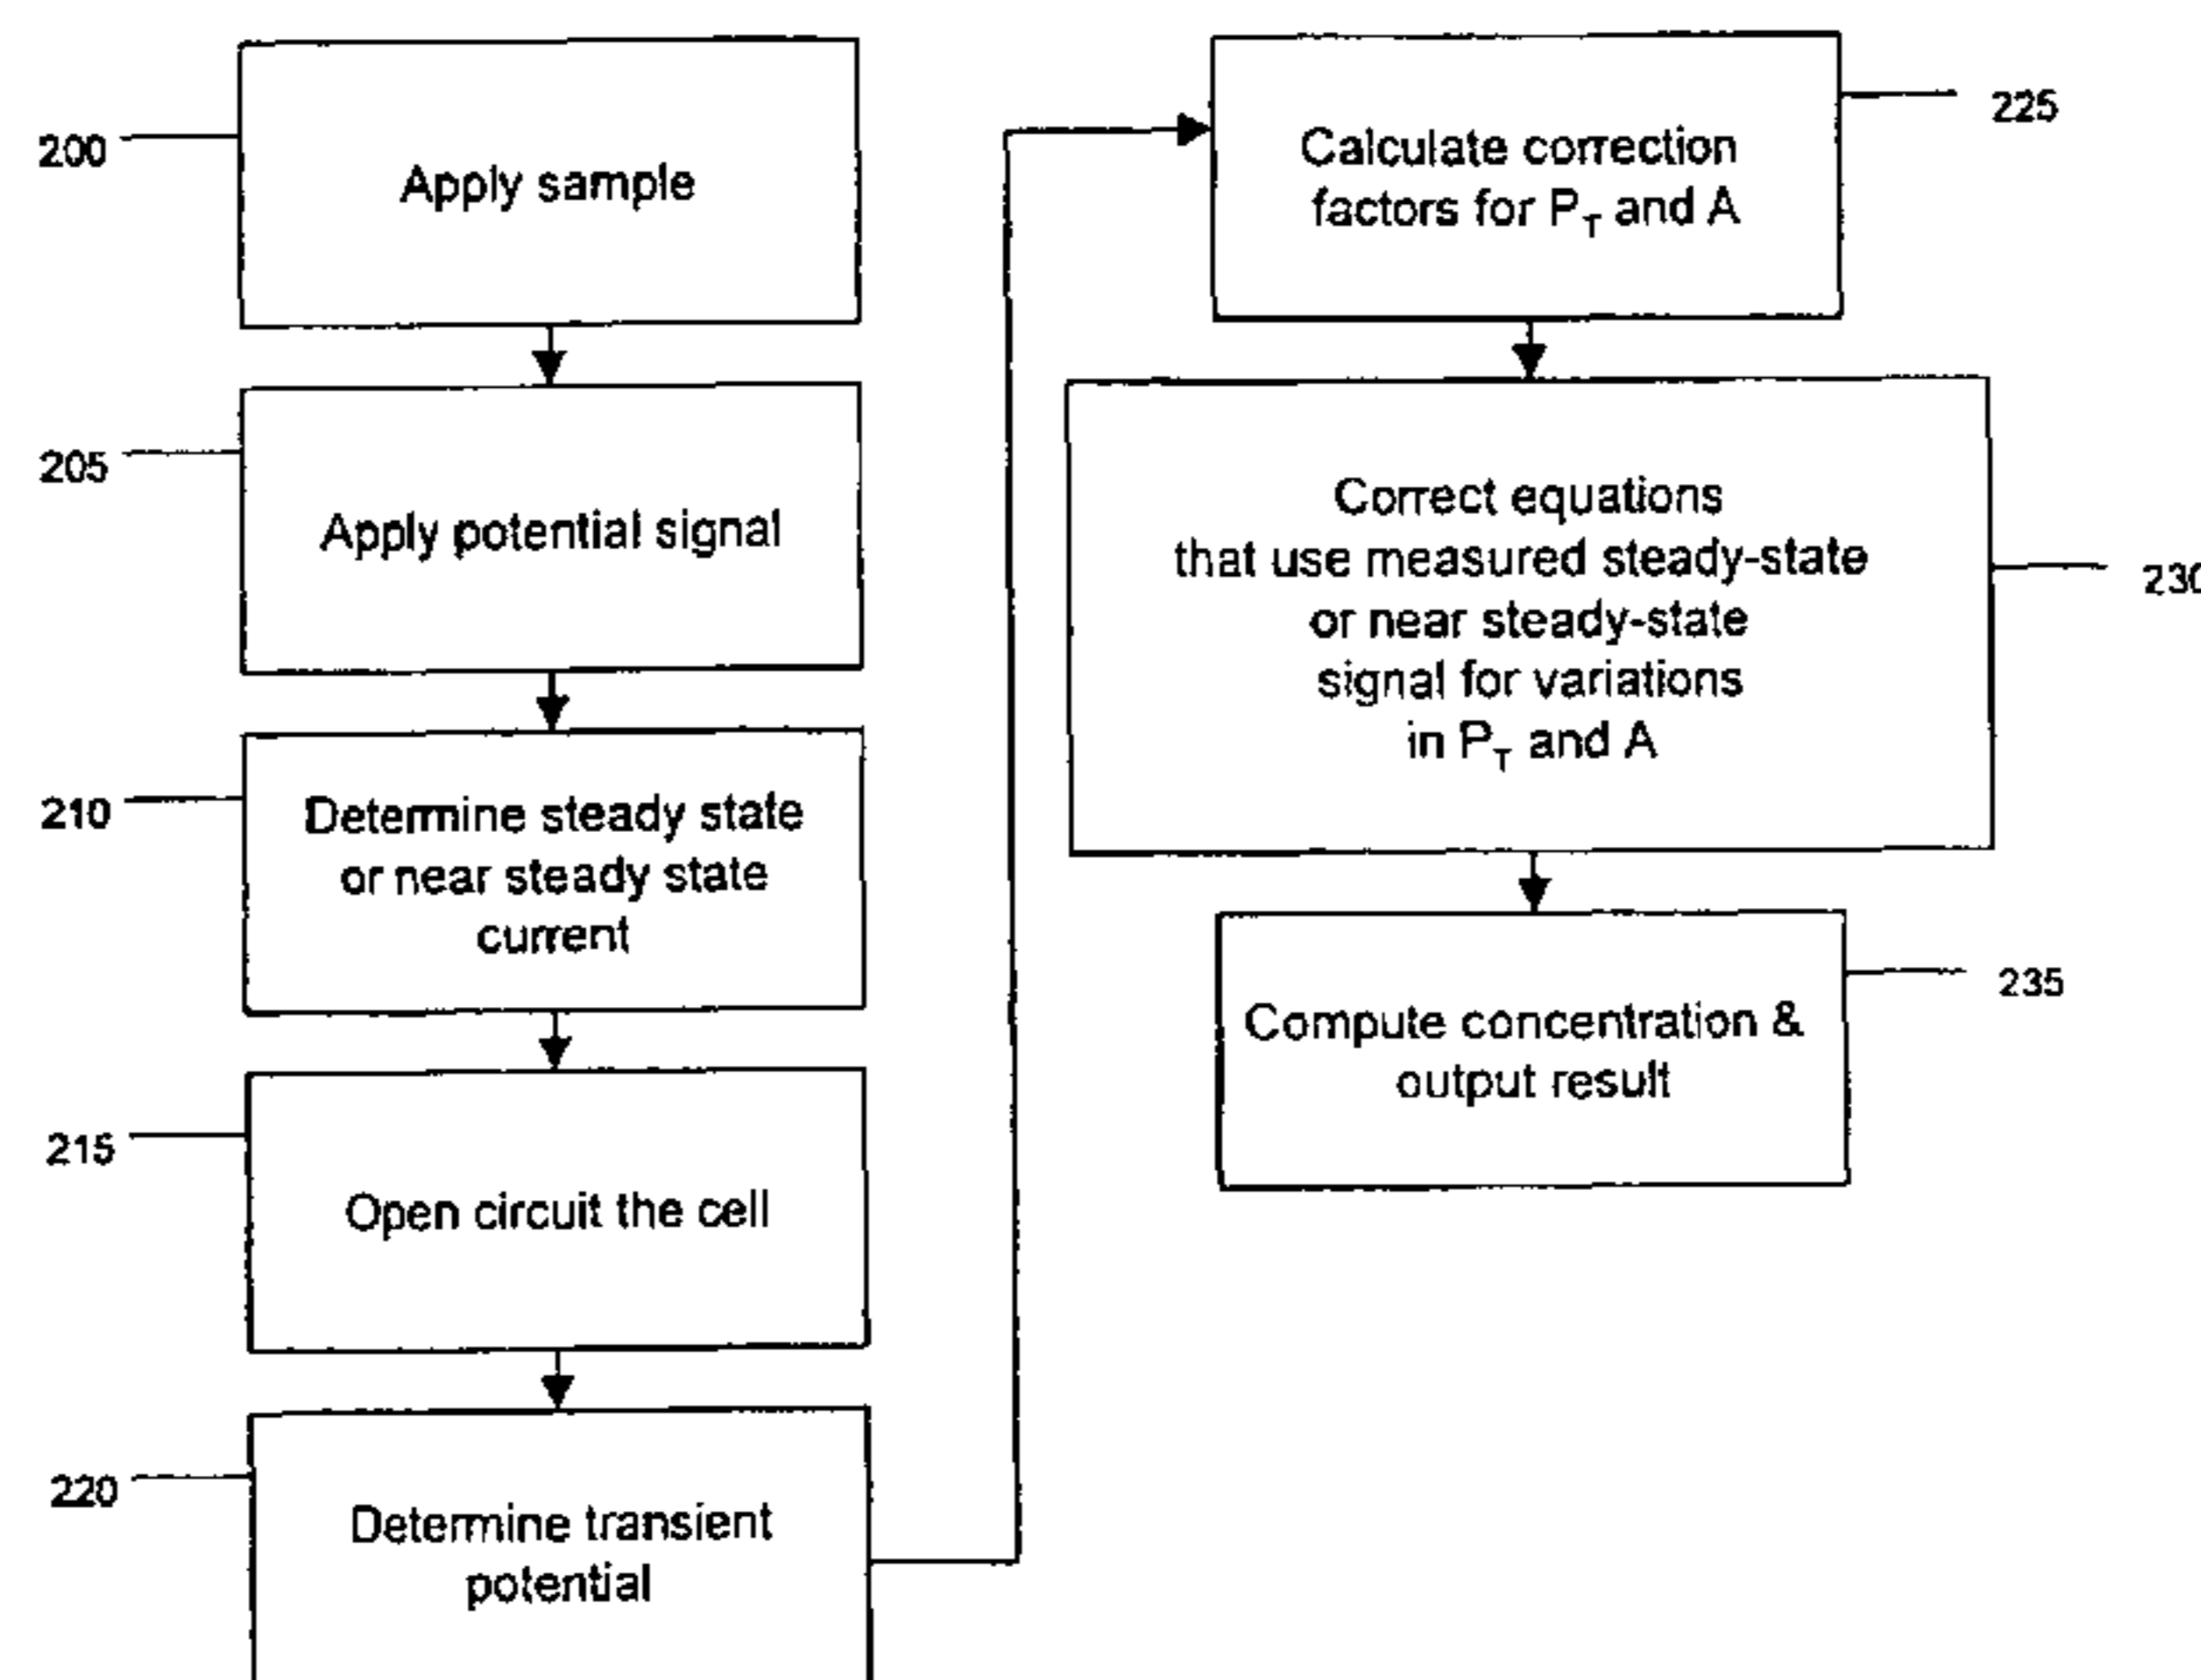 200
Apply sample
205
Apply potential signal
210
Determine steady state
or near steady state
current
215
Open circuit the cell
220
Determine transient
potential
225
Calculate correction
factors for P_T and A
230
Correct equations
that use measured steady-state
or near steady-state
signal for variations
in P_T and A
235
Compute concentration &
output result